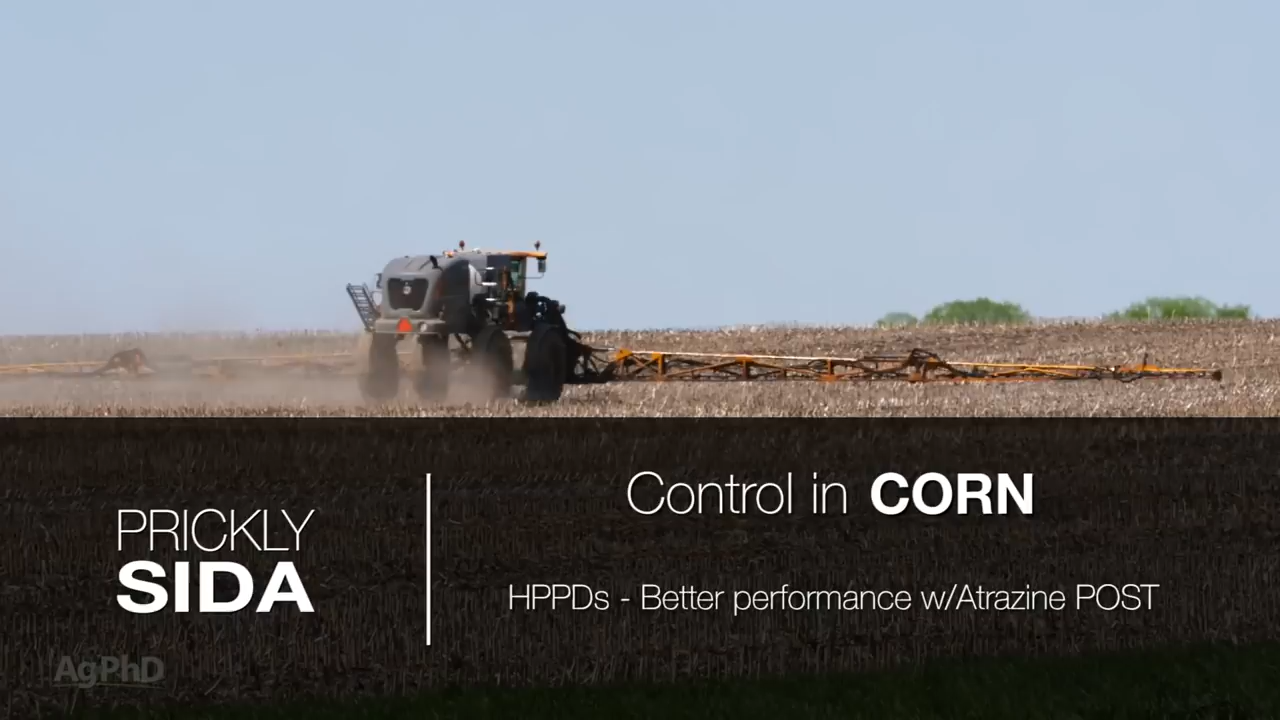 PRICKLY
SIDA
Control in CORN
HPPDs - Better performance w/Atrazine POST
AgPhD